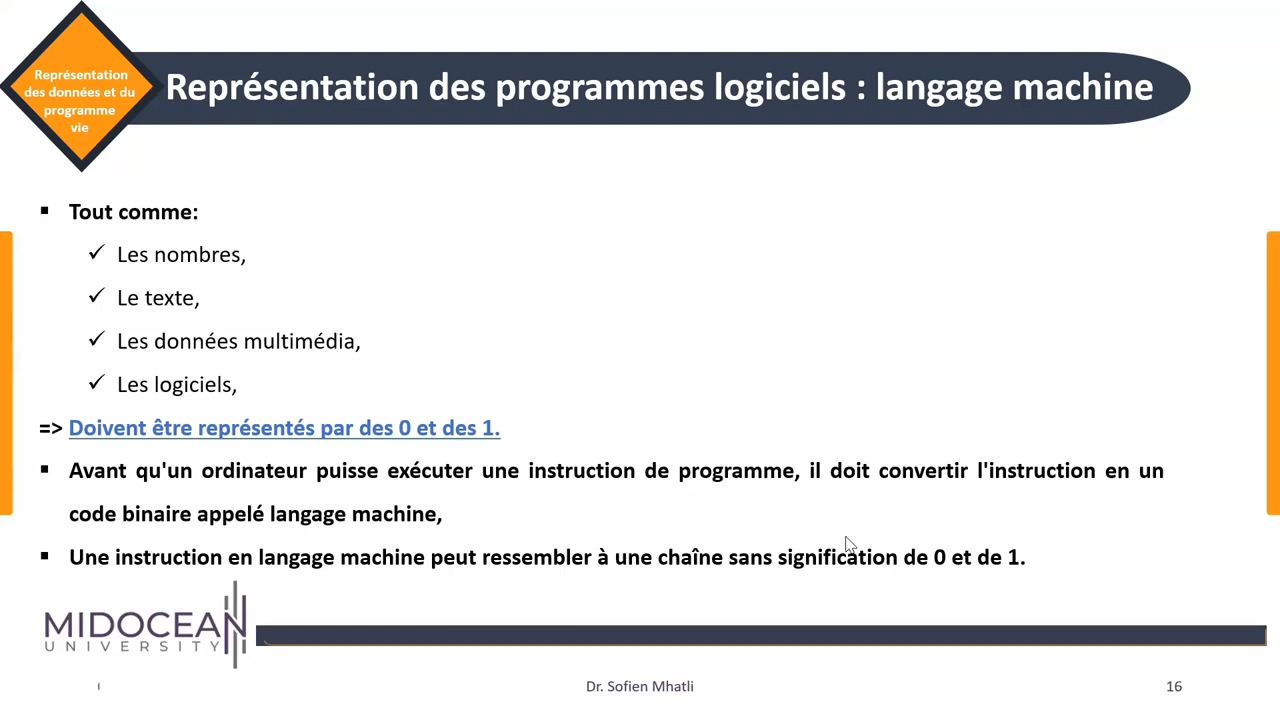 Représentation
des données et du
programme
vie
Représentation des programmes logiciels : langage machine
Tout comme:
Les nombres,
Le texte,
Les données multimédia,
Les logiciels,
=> Doivent être représentés par des 0 et des 1.
Avant qu'un ordinateur puisse exécuter une instruction de programme, il doit convertir l'instruction en un
code binaire appelé langage machine,
Une instruction en langage machine peut ressembler à une chaîne sans signification de 0 et de 1.
MIDOCEAN
UNIVERSITY
Dr. Sofien Mhatli
16